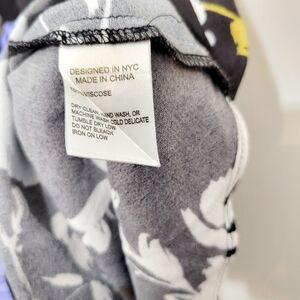 DESIGNED IN NYC
MADE IN CHINA
VISCOSE
DRY CLEAN, HAND WASH, OR
MACHINE WASH COLD DELICATE
TUMBLE DRY LOW
DO NOT BLEACH
IRON ON LOW